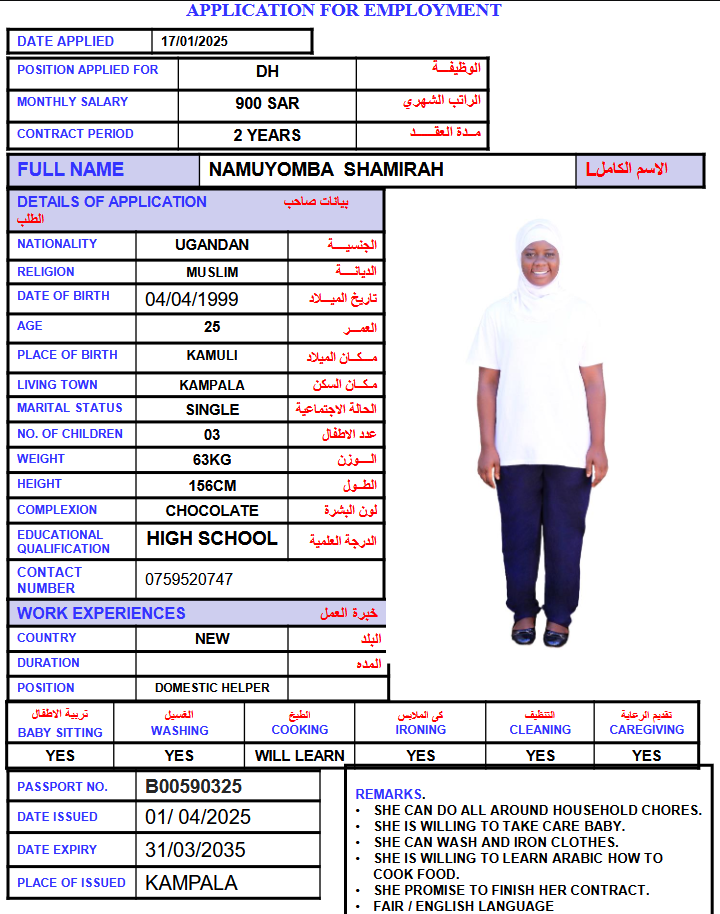 APPLICATION FOR EMPLOYMENT
DATE APPLIED 17/01/2025
POSITION APPLIED FOR DH الوظيفـــة
MONTHLY SALARY 900 SAR الراتب الشهري
CONTRACT PERIOD 2 YEARS مــدة العقـــــد
FULL NAME NAMUYOMBA SHAMIRAH الاسم الكاملL
DETAILS OF APPLICATION بيانات صاحب
الطلب
NATIONALITY UGANDAN الجنسيـــة
RELIGION MUSLIM الديانـــة
DATE OF BIRTH 04/04/1999 تاريخ الميــلاد
AGE 25 العمــر
PLACE OF BIRTH KAMULI مــكــان الميلاد
LIVING TOWN KAMPALA مكــان السكن
MARITAL STATUS SINGLE الحالة الاجتماعية
NO. OF CHILDREN 03 عدد الاطفال
WEIGHT 63KG الـــوزن
HEIGHT 156CM الطــول
COMPLEXION CHOCOLATE لون البشرة
EDUCATIONAL QUALIFICATION HIGH SCHOOL الدرجة العلمية
CONTACT NUMBER 0759520747
WORK EXPERIENCES خبرة العمل
COUNTRY NEW البلد
DURATION المده
POSITION DOMESTIC HELPER
تربية الاطفال الغسيل الطبخ كى الملابس التنظيف تقديم الرعاية
BABY SITTING WASHING COOKING IRONING CLEANING CAREGIVING
YES YES WILL LEARN YES YES YES
PASSPORT NO. B00590325
DATE ISSUED 01/ 04/2025
DATE EXPIRY 31/03/2035
PLACE OF ISSUED KAMPALA
REMARKS.
• SHE CAN DO ALL AROUND HOUSEHOLD CHORES.
• SHE IS WILLING TO TAKE CARE BABY.
• SHE CAN WASH AND IRON CLOTHES.
• SHE IS WILLING TO LEARN ARABIC HOW TO
COOK FOOD.
• SHE PROMISE TO FINISH HER CONTRACT.
• FAIR / ENGLISH LANGUAGE